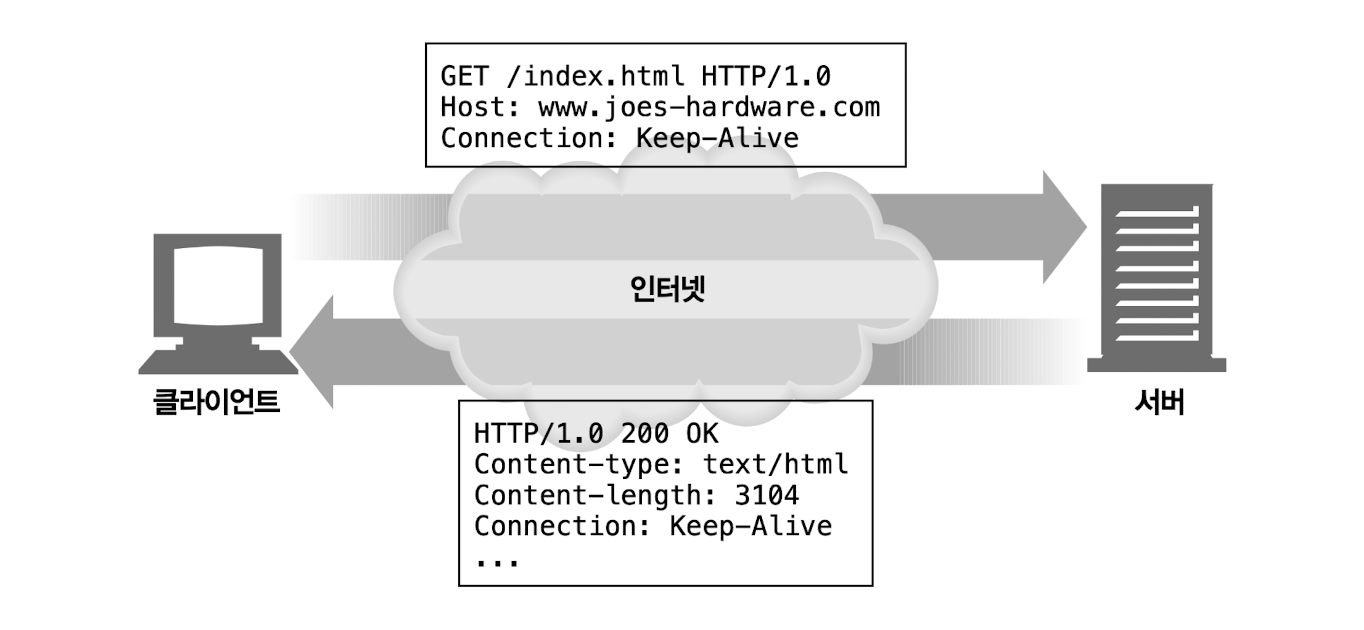 GET /index.html HTTP/1.0
Host: www.joes-hardware.com
Connection: Keep-Alive
인터넷
클라이언트
서버
HTTP/1.0 200 OK
Content-type: text/html
Content-length: 3104
Connection: Keep-Alive
...